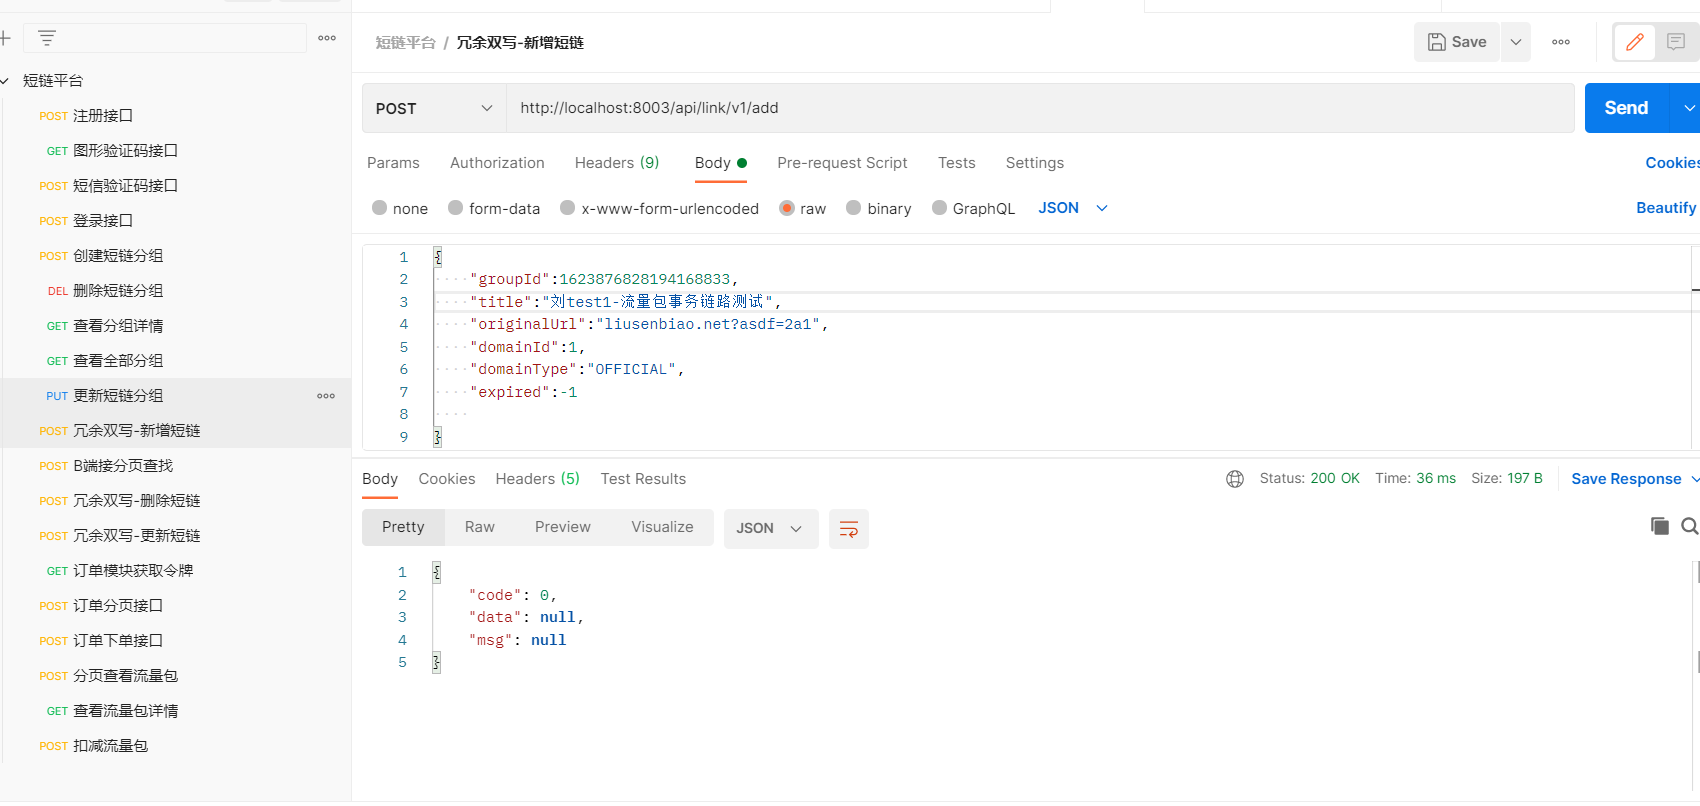 短链平台 / 冗余双写-新增短链
Save
短链平台
POST 注册接口
GET 图形验证码接口
POST 短信验证码接口
POST 登录接口
POST 创建短链分组
DEL 删除短链分组
GET 查看分组详情
GET 查看全部分组
PUT 更新短链分组
POST 冗余双写-新增短链
POST B端接分页查找
POST 冗余双写-删除短链
POST 冗余双写-更新短链
GET 订单模块获取令牌
POST 订单分页接口
POST 订单下单接口
POST 分页查看流量包
GET 查看流量包详情
POST 扣减流量包
POST http://localhost:8003/api/link/v1/add Send
Params Authorization Headers (9) Body Pre-request Script Tests Settings Cookies
none form-data x-www-form-urlencoded raw binary GraphQL JSON Beautify
1 {
2 "groupId":1623876828194168833,
3 "title":"刘test1-流量包事务链路测试",
4 "originalUrl":"liusenbiao.net?asdf=2a1",
5 "domainId":1,
6 "domainType":"OFFICIAL",
7 "expired":-1
8
9 }
Body Cookies Headers (5) Test Results Status: 200 OK Time: 36 ms Size: 197 B Save Response
Pretty Raw Preview Visualize JSON
1 {
2 "code": 0,
3 "data": null,
4 "msg": null
5 }